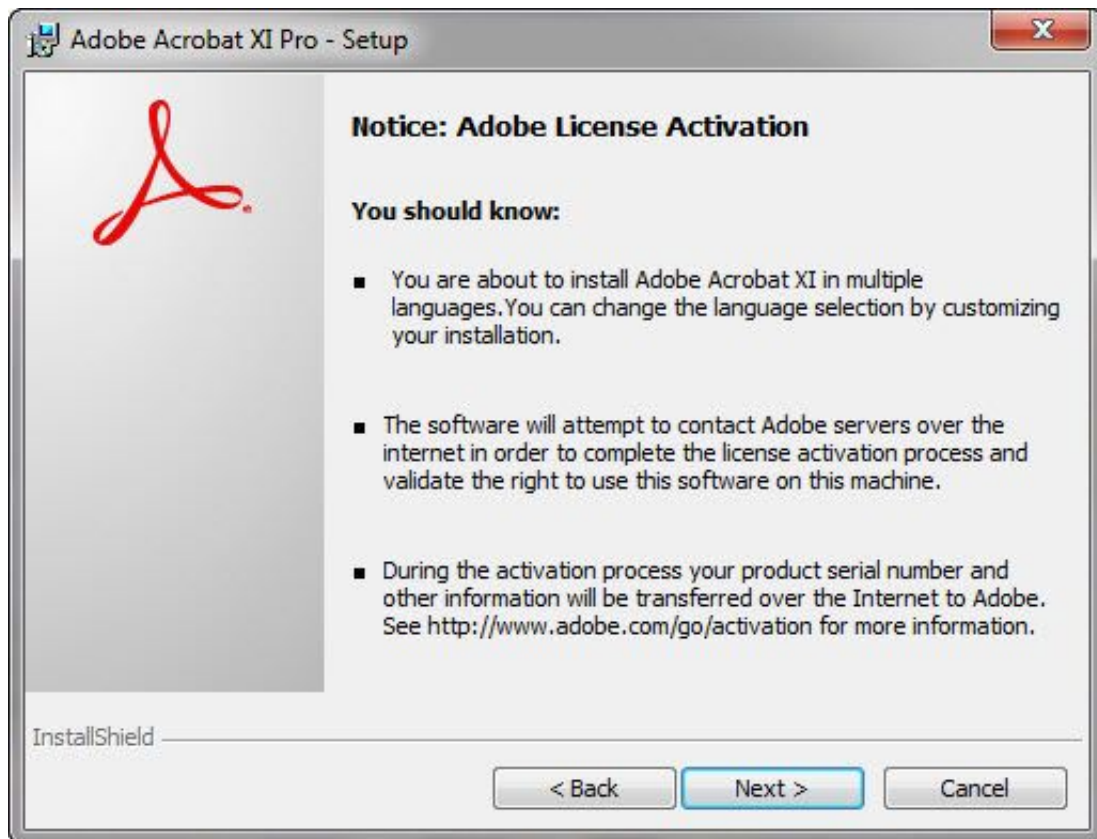 Adobe Acrobat XI Pro - Setup
Notice: Adobe License Activation
You should know:
▪ You are about to install Adobe Acrobat XI in multiple
languages.You can change the language selection by customizing
your installation.
▪ The software will attempt to contact Adobe servers over the
internet in order to complete the license activation process and
validate the right to use this software on this machine.
▪ During the activation process your product serial number and
other information will be transferred over the Internet to Adobe.
See http://www.adobe.com/go/activation for more information.
InstallShield
< Back Next > Cancel